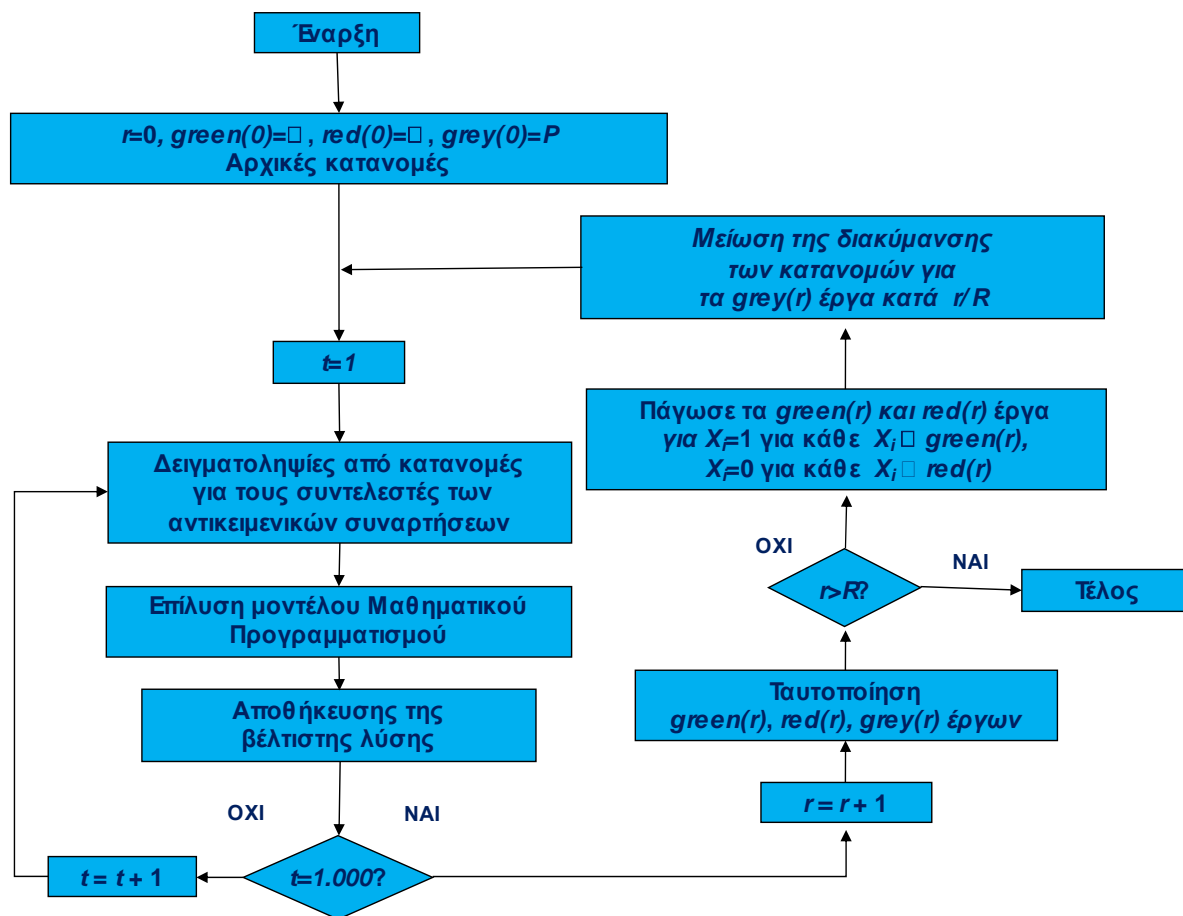 Έναρξη
r=0, green(0)=□, red(0)=□, grey(0)=P
Αρχικές κατανομές
Μείωση της διακύμανσης
των κατανομών για
τα grey(r) έργα κατά r/R
t=1
Πάγωσε τα green(r) και red(r) έργα
για Xi=1 για κάθε Xi □ green(r),
Xi=0 για κάθε Xi □ red(r)
Δειγματοληψίες από κατανομές
για τους συντελεστές των
αντικειμενικών συναρτήσεων
ΟΧΙ
ΝΑΙ
r>R?
Τέλος
Επίλυση μοντέλου Μαθηματικού
Προγραμματισμού
Ταυτοποίηση
green(r), red(r), grey(r) έργων
Αποθήκευσης της
βέλτιστης λύσης
r = r + 1
ΟΧΙ
ΝΑΙ
t = t + 1
t=1.000?